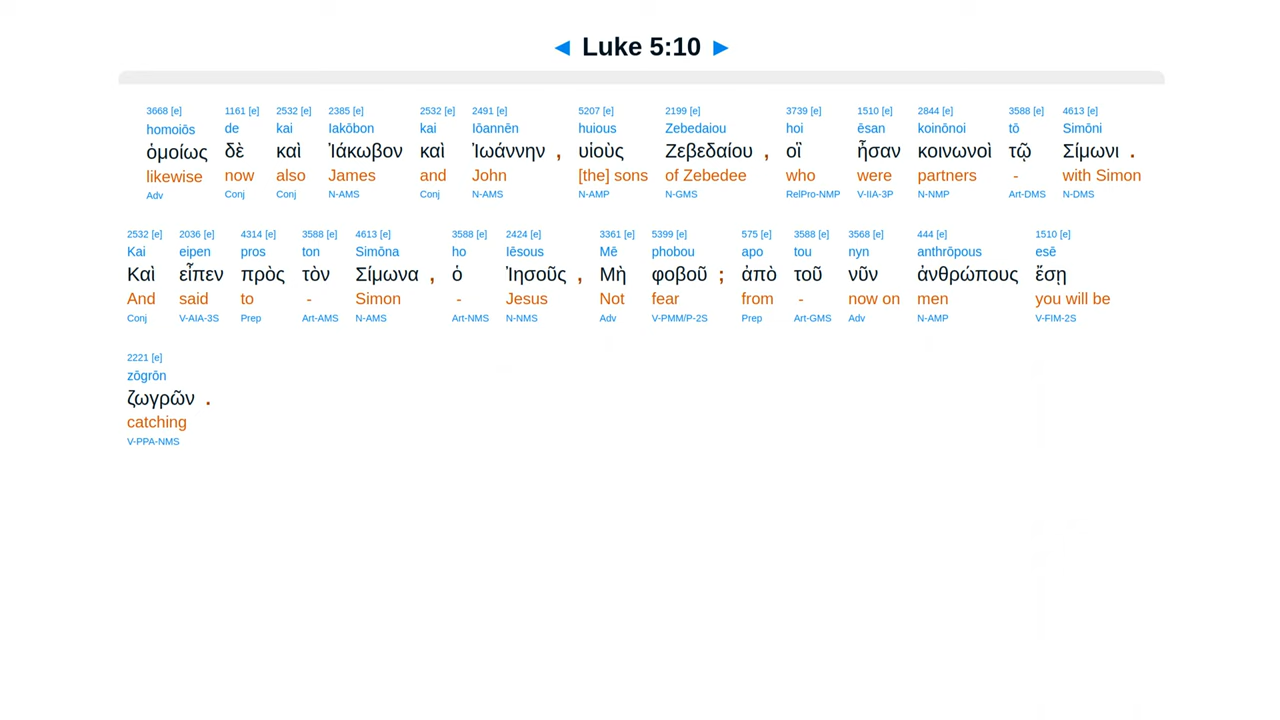 ◄ Luke 5:10 ►
3668 [e] 1161 [e] 2532 [e] 2385 [e] 2532 [e] 2491 [e] 5207 [e] 2199 [e] 3739 [e] 1510 [e] 2844 [e] 3588 [e] 4613 [e]
homoiōs de kai Iakōbon kai Iōannēn huious Zebedaiou hoi ēsan koinōnoi tō Simōni
ὁμοίως δὲ καὶ Ἰάκωβον καὶ Ἰωάννην , υἱοὺς Ζεβεδαίου , οἳ ἦσαν κοινωνοὶ τῷ Σίμωνι .
likewise now also James and John [the] sons of Zebedee who were partners - with Simon
Adv Conj Conj N-AMS Conj N-AMS N-AMP N-GMS RelPro-NMP V-IIA-3P N-NMP Art-DMS N-DMS
2532 [e] 2036 [e] 4314 [e] 3588 [e] 4613 [e] 3588 [e] 2424 [e] 3361 [e] 5399 [e] 575 [e] 3588 [e] 3568 [e] 444 [e] 1510 [e]
Kai eipen pros ton Simōna ho Iēsous Mē phobou apo tou nyn anthrōpous esē
Καὶ εἶπεν πρὸς τὸν Σίμωνα , ὁ Ἰησοῦς , Μὴ φοβοῦ ; ἀπὸ τοῦ νῦν ἀνθρώπους ἔσῃ
And said to - Simon - Jesus Not fear from - now on men you will be
Conj V-AIA-3S Prep Art-AMS N-AMS Art-NMS N-NMS Adv V-PMM/P-2S Prep Art-GMS Adv N-AMP V-FIM-2S
2221 [e]
zōgrōn
ζωγρῶν .
catching
V-PPA-NMS